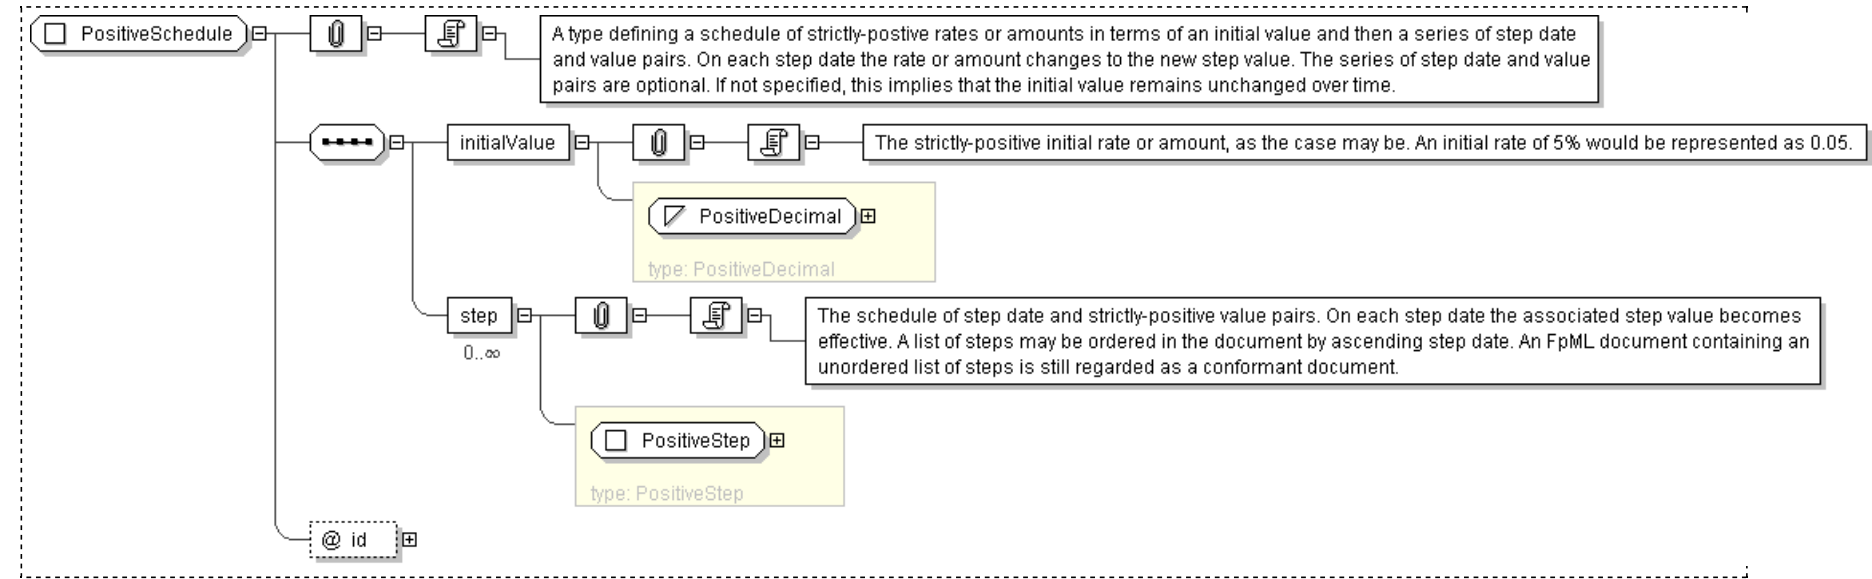 PositiveSchedule
A type defining a schedule of strictly-postive rates or amounts in terms of an initial value and then a series of step date
and value pairs. On each step date the rate or amount changes to the new step value. The series of step date and value
pairs are optional. If not specified, this implies that the initial value remains unchanged over time.
initialValue
The strictly-positive initial rate or amount, as the case may be. An initial rate of 5% would be represented as 0.05.
PositiveDecimal
type: PositiveDecimal
step
0..∞
The schedule of step date and strictly-positive value pairs. On each step date the associated step value becomes
effective. A list of steps may be ordered in the document by ascending step date. An FpML document containing an
unordered list of steps is still regarded as a conformant document.
PositiveStep
type: PositiveStep
@ id